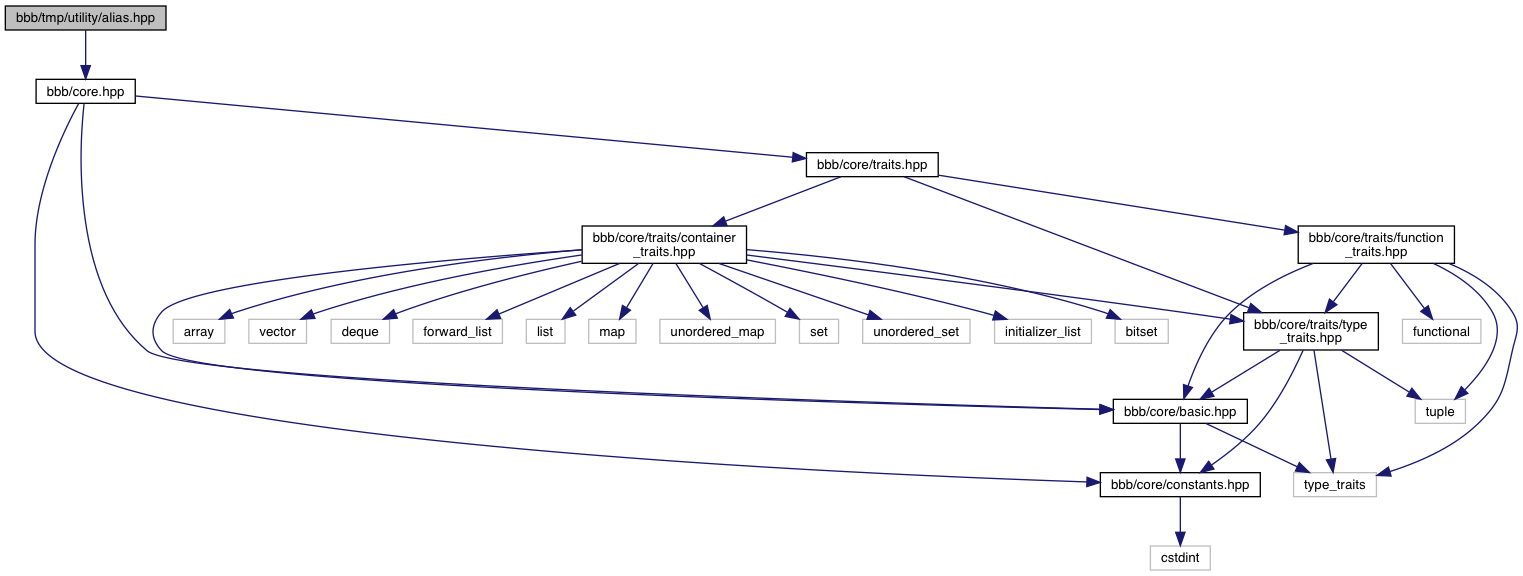 bbb/tmp/utility/alias.hpp
bbb/core.hpp
bbb/core/traits.hpp
bbb/core/traits/container
_traits.hpp
bbb/core/traits/function
_traits.hpp
array
vector
deque
forward_list
list
map
unordered_map
set
unordered_set
initializer_list
bitset
bbb/core/traits/type
_traits.hpp
functional
bbb/core/basic.hpp
tuple
bbb/core/constants.hpp
type_traits
cstdint